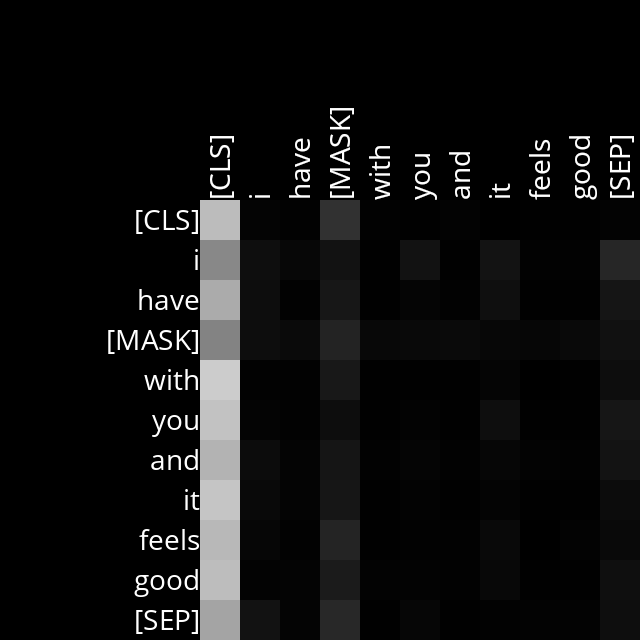 [CLS] i have [MASK] with you and it feels good [SEP]
[CLS]
i
have
[MASK]
with
you
and
it
feels
good
[SEP]